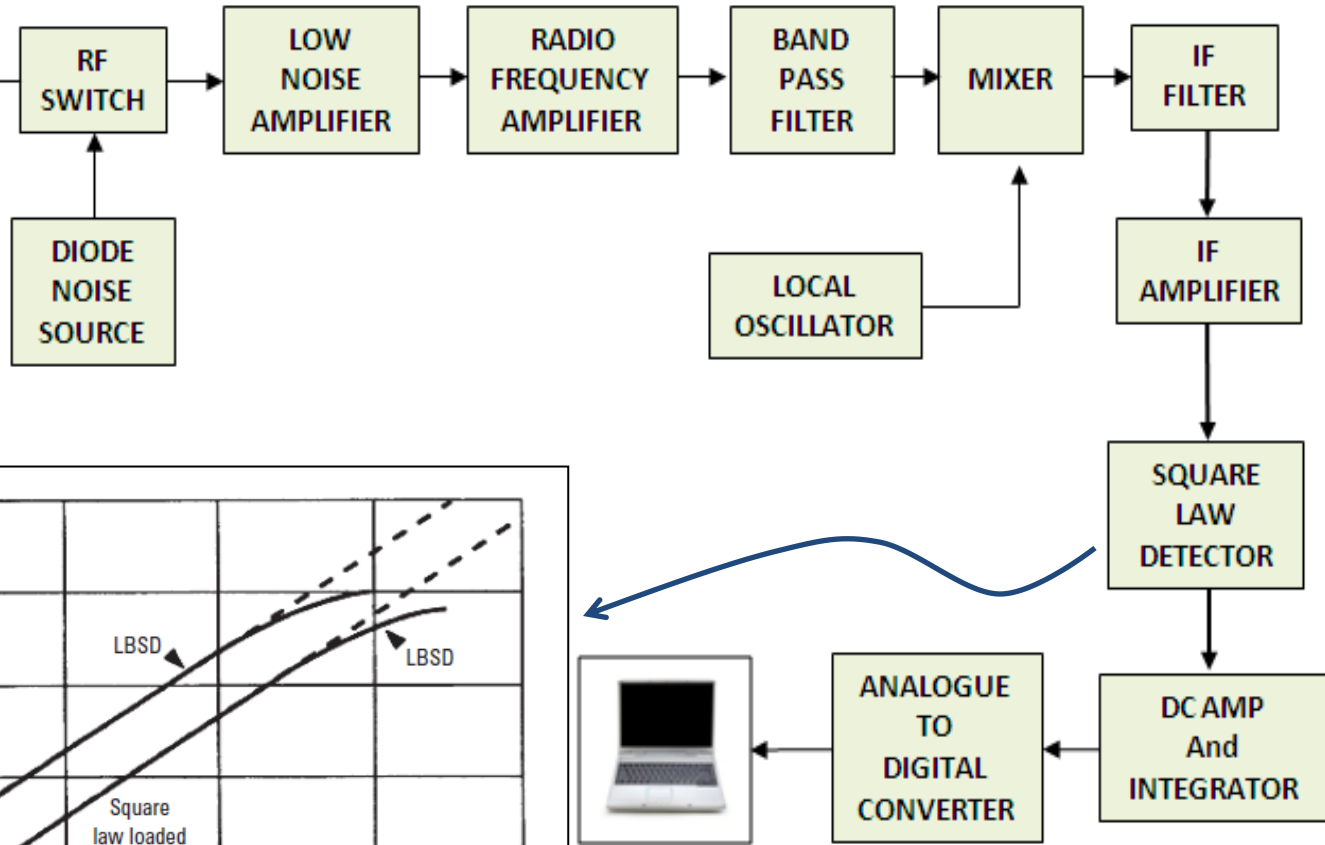 RF
SWITCH
LOW
NOISE
AMPLIFIER
RADIO
FREQUENCY
AMPLIFIER
BAND
PASS
FILTER
MIXER
IF
FILTER
DIODE
NOISE
SOURCE
LOCAL
OSCILLATOR
IF
AMPLIFIER
SQUARE
LAW
DETECTOR
LBSD
LBSD
Square
law loaded
ANALOGUE
TO
DIGITAL
CONVERTER
DC AMP
And
INTEGRATOR